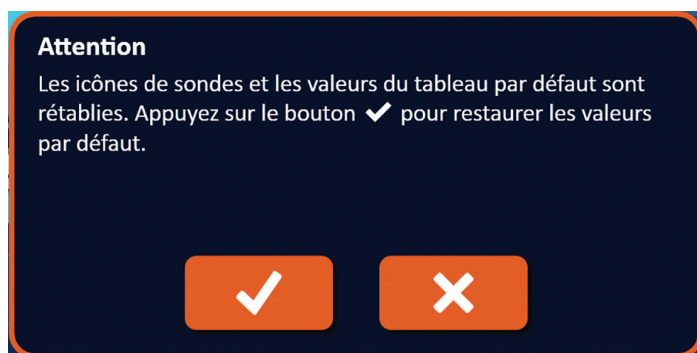 Attention
Les icônes de sondes et les valeurs du tableau par défaut sont
rétablies. Appuyez sur le bouton ✔ pour restaurer les valeurs
par défaut.